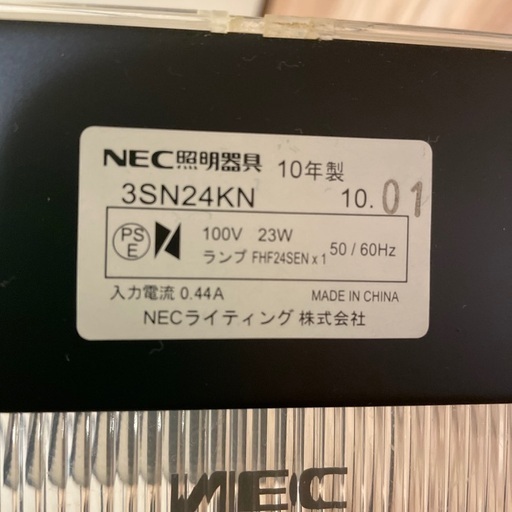 NEC照明器具 10年製
3SN24KN 10.01
PS
E
100V 23W
ランプ FHF24SEN x 1 50 / 60Hz
入力電流 0.44A MADE IN CHINA
NECライティング 株式会社
NEC